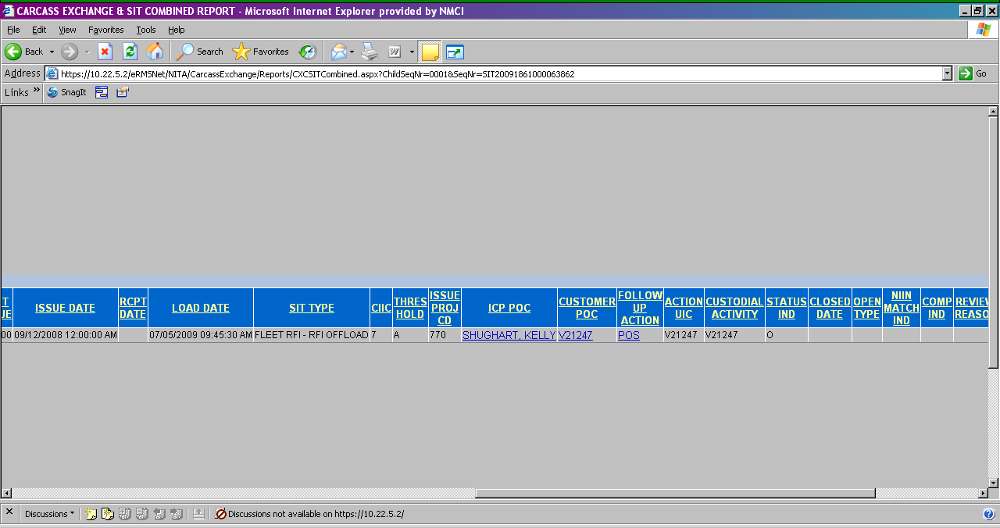 CARCASS EXCHANGE & SIT COMBINED REPORT - Microsoft Internet Explorer provided by NMCI
File Edit View Favorites Tools Help
Back Search Favorites
Address https://10.22.5.2/eRMSNet/NITA/CarcassExchange/Reports/CXCSITCombined.aspx?ChildSeqNr=0001&SeqNr=SIT20091861000063862 Go
Links » SnagIt
T JE ISSUE DATE RCPT DATE LOAD DATE SIT TYPE CIIC THRES HOLD ISSUE PROJ CD ICP POC CUSTOMER POC FOLLOW UP ACTION ACTION UIC CUSTODIAL ACTIVITY STATUS IND CLOSED DATE OPEN TYPE NIIN MATCH IND COMP IND REVIEW REASO
00 09/12/2008 12:00:00 AM 07/05/2009 09:45:30 AM FLEET RFI - RFI OFFLOAD 7 A 770 SHUGHART, KELLY V21247 POS V21247 V21247 O
Discussions Discussions not available on https://10.22.5.2/